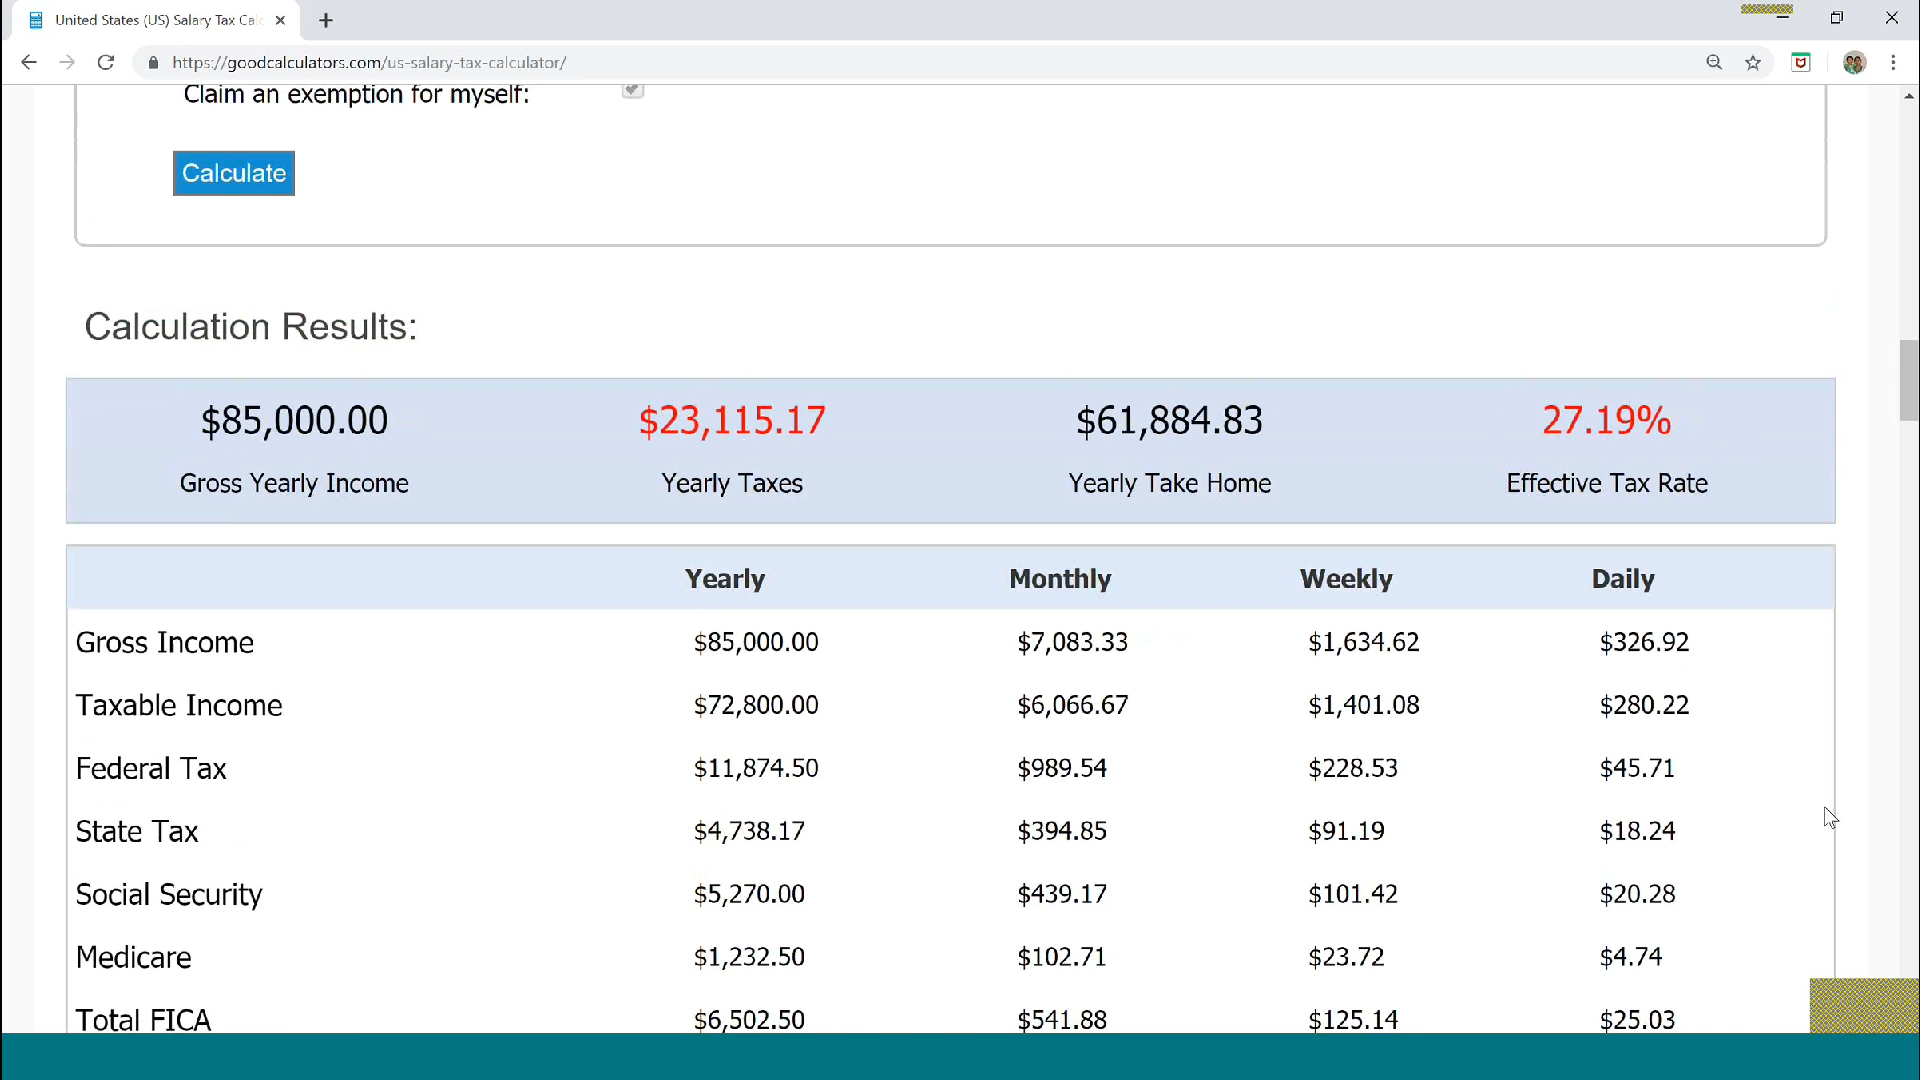 United States (US) Salary Tax Cal
https://goodcalculators.com/us-salary-tax-calculator/
Claim an exemption for myself:
Calculate
Calculation Results:
$85,000.00 $23,115.17 $61,884.83 27.19%
Gross Yearly Income Yearly Taxes Yearly Take Home Effective Tax Rate
Yearly Monthly Weekly Daily
Gross Income $85,000.00 $7,083.33 $1,634.62 $326.92
Taxable Income $72,800.00 $6,066.67 $1,401.08 $280.22
Federal Tax $11,874.50 $989.54 $228.53 $45.71
State Tax $4,738.17 $394.85 $91.19 $18.24
Social Security $5,270.00 $439.17 $101.42 $20.28
Medicare $1,232.50 $102.71 $23.72 $4.74
Total FICA $6,502.50 $541.88 $125.14 $25.03